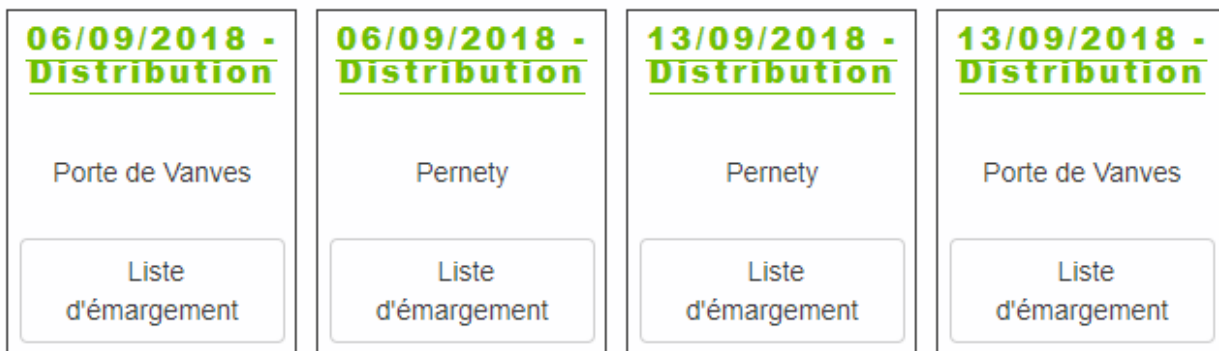 06/09/2018 -
Distribution
Porte de Vanves
Liste
d'émargement
06/09/2018 -
Distribution
Pernety
Liste
d'émargement
13/09/2018 -
Distribution
Pernety
Liste
d'émargement
13/09/2018 -
Distribution
Porte de Vanves
Liste
d'émargement